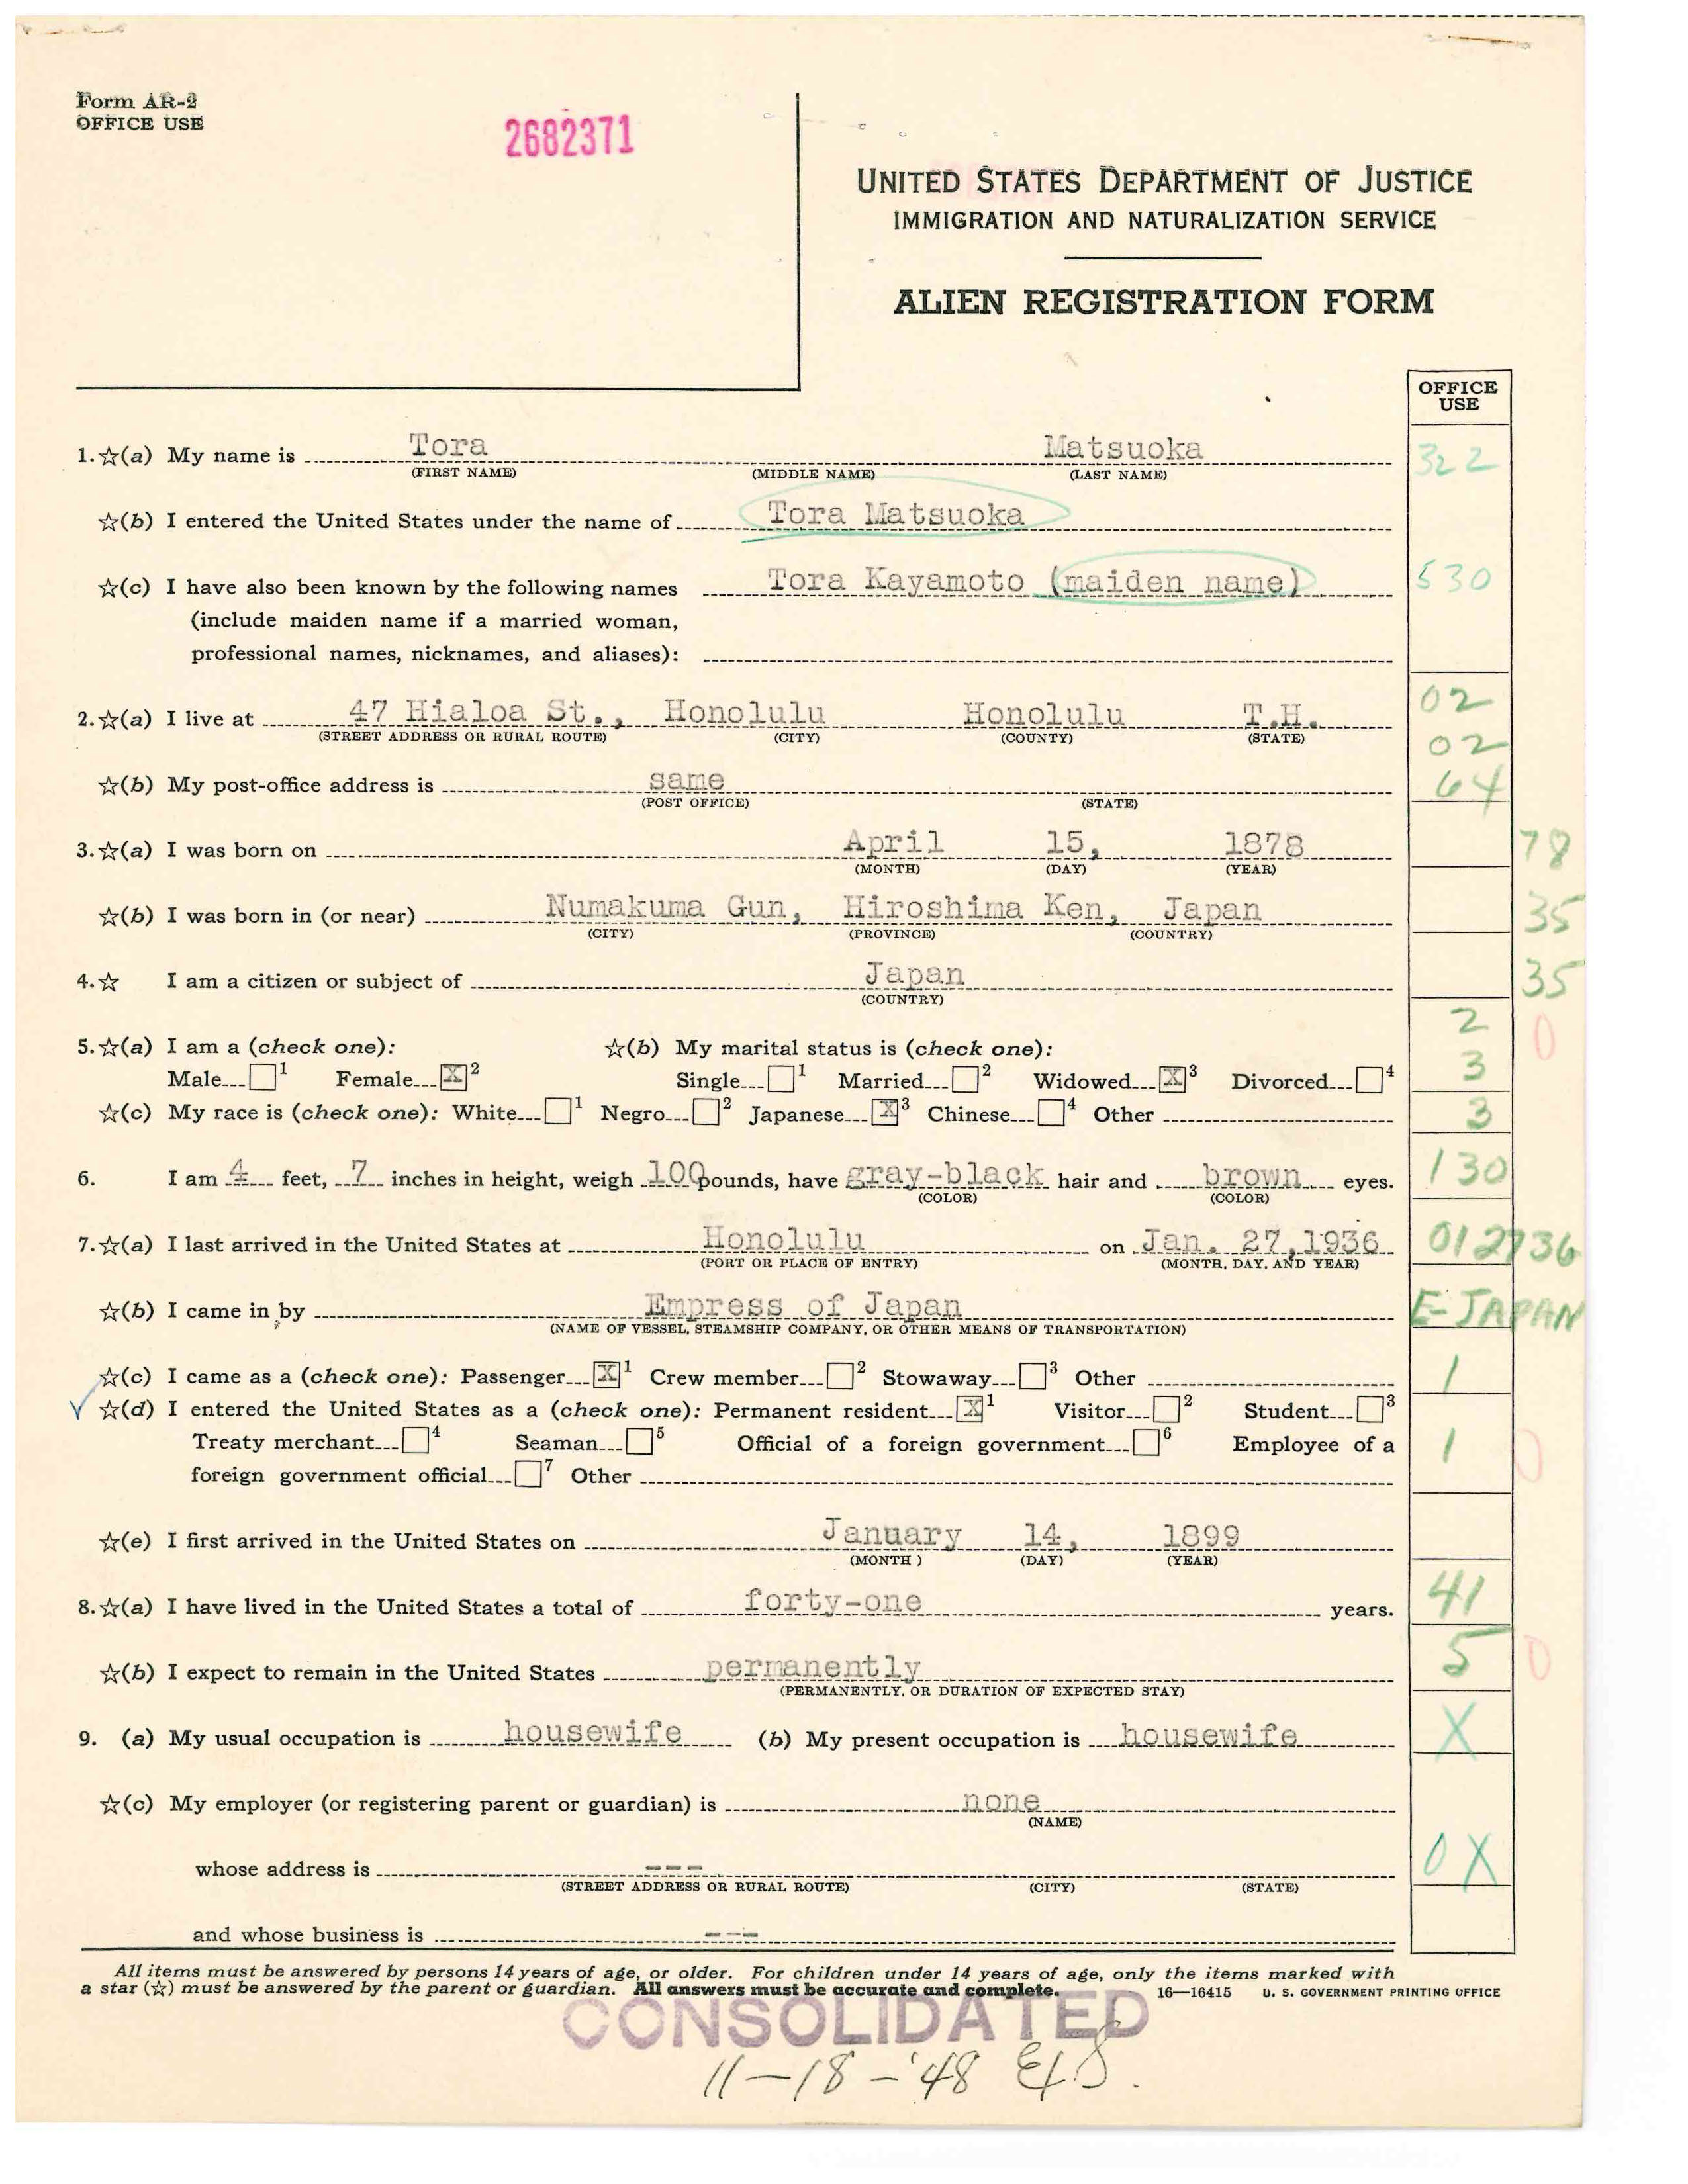 Form AR-2
OFFICE USE
2682371
UNITED STATES DEPARTMENT OF JUSTICE
IMMIGRATION AND NATURALIZATION SERVICE
ALIEN REGISTRATION FORM
OFFICE USE
1.☆(a) My name is Tora Matsuoka 322
(FIRST NAME) (MIDDLE NAME) (LAST NAME)
☆(b) I entered the United States under the name of Tora Matsuoka
☆(c) I have also been known by the following names Tora Kayamoto (maiden name) 530
(include maiden name if a married woman,
professional names, nicknames, and aliases):
2.☆(a) I live at 47 Hialoa St., Honolulu Honolulu T.H. 02
(STREET ADDRESS OR RURAL ROUTE) (CITY) (COUNTY) (STATE) 02
☆(b) My post-office address is same 64
(POST OFFICE) (STATE)
3.☆(a) I was born on April 15, 1878 78
(MONTH) (DAY) (YEAR)
☆(b) I was born in (or near) Numakuma Gun, Hiroshima Ken, Japan 35
(CITY) (PROVINCE) (COUNTRY)
4.☆ I am a citizen or subject of Japan 35
(COUNTRY)
2
5.☆(a) I am a (check one): ☆(b) My marital status is (check one): 0
Male ☐1 Female X2 Single ☐1 Married ☐2 Widowed X3 Divorced ☐4 3
☆(c) My race is (check one): White ☐1 Negro ☐2 Japanese X3 Chinese ☐4 Other 3
6. I am 4 feet, 7 inches in height, weigh 100 pounds, have gray-black hair and brown eyes. 130
(COLOR) (COLOR)
7.☆(a) I last arrived in the United States at Honolulu on Jan. 27, 1936 012736
(PORT OR PLACE OF ENTRY) (MONTH, DAY, AND YEAR)
☆(b) I came in by Empress of Japan E-JAPAN
(NAME OF VESSEL, STEAMSHIP COMPANY, OR OTHER MEANS OF TRANSPORTATION)
☆(c) I came as a (check one): Passenger X1 Crew member ☐2 Stowaway ☐3 Other 1
☆(d) I entered the United States as a (check one): Permanent resident X1 Visitor ☐2 Student ☐3
Treaty merchant ☐4 Seaman ☐5 Official of a foreign government ☐6 Employee of a 1 0
foreign government official ☐7 Other
☆(e) I first arrived in the United States on January 14, 1899
(MONTH) (DAY) (YEAR)
8.☆(a) I have lived in the United States a total of forty-one years. 41
☆(b) I expect to remain in the United States permanently 5 0
(PERMANENTLY, OR DURATION OF EXPECTED STAY)
9. (a) My usual occupation is housewife (b) My present occupation is housewife X
☆(c) My employer (or registering parent or guardian) is none
(NAME)
whose address is --- 0X
(STREET ADDRESS OR RURAL ROUTE) (CITY) (STATE)
and whose business is ---
All items must be answered by persons 14 years of age, or older. For children under 14 years of age, only the items marked with
a star (☆) must be answered by the parent or guardian. All answers must be accurate and complete. 16—16415 U. S. GOVERNMENT PRINTING OFFICE
CONSOLIDATED
11-18-'48